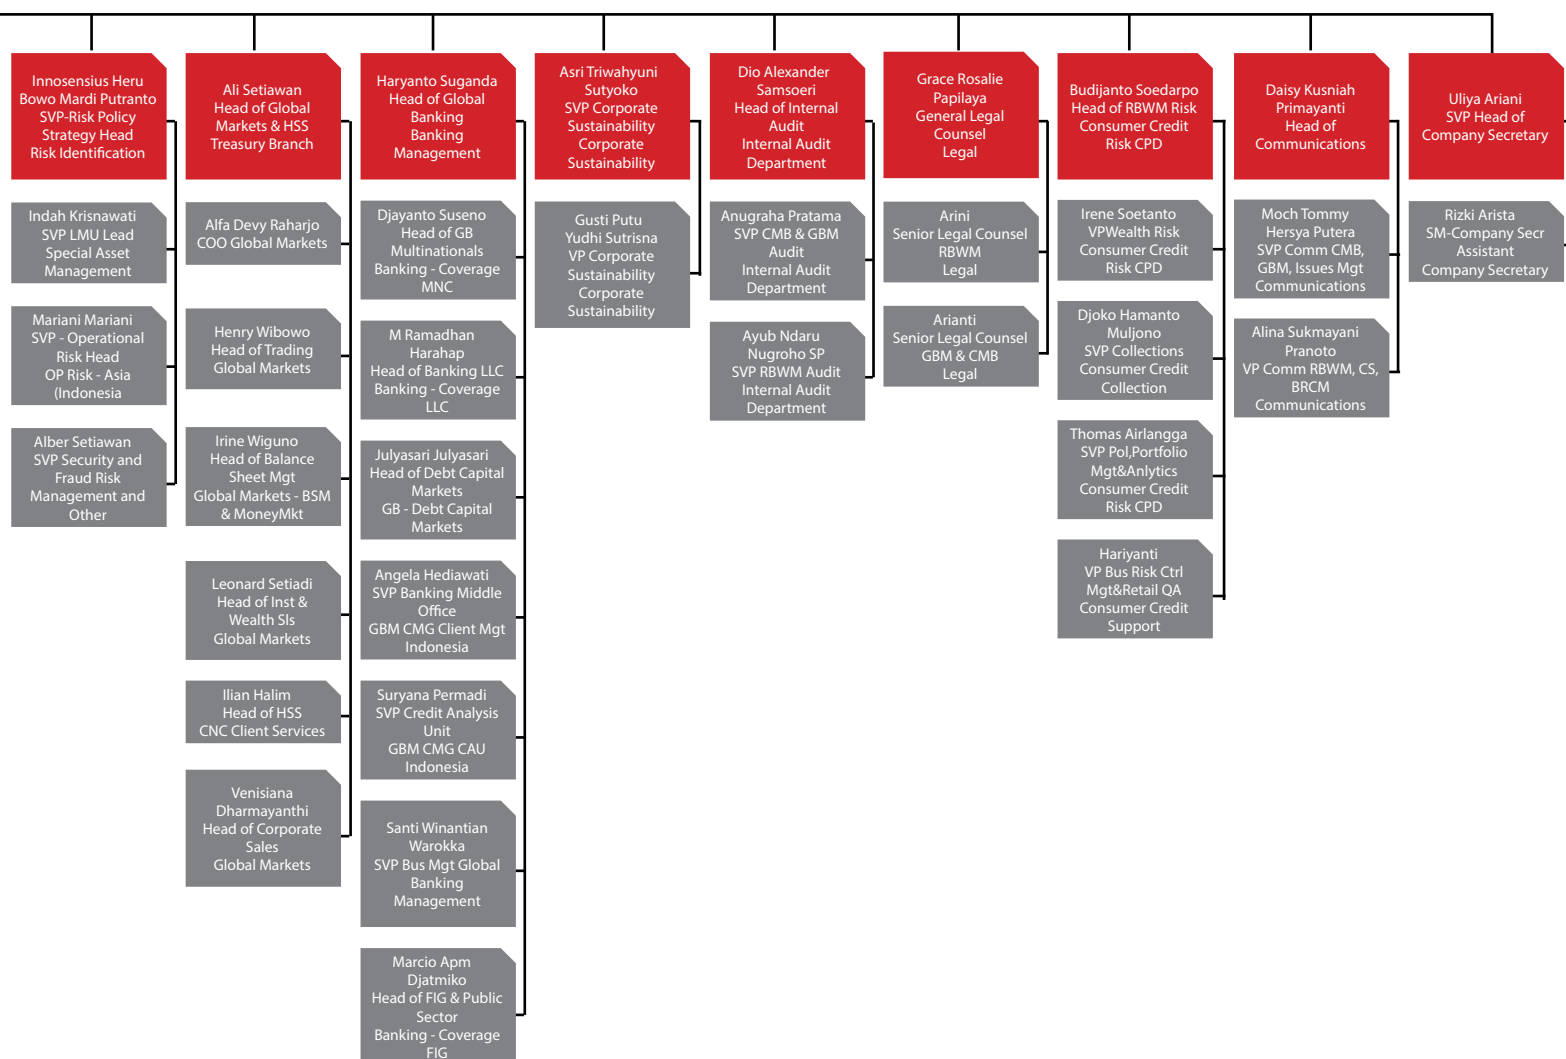 Innosensius Heru
Bowo Mardi Putranto
SVP-Risk Policy
Strategy Head
Risk Identification
Indah Krisnawati
SVP LMU Lead
Special Asset
Management
Mariani Mariani
SVP - Operational
Risk Head
OP Risk - Asia
(Indonesia
Alber Setiawan
SVP Security and
Fraud Risk
Management and
Other
Ali Setiawan
Head of Global
Markets & HSS
Treasury Branch
Alfa Devy Raharjo
COO Global Markets
Henry Wibowo
Head of Trading
Global Markets
Irine Wiguno
Head of Balance
Sheet Mgt
Global Markets - BSM
& MoneyMkt
Leonard Setiadi
Head of Inst &
Wealth Sls
Global Markets
Ilian Halim
Head of HSS
CNC Client Services
Venisiana
Dharmayanthi
Head of Corporate
Sales
Global Markets
Haryanto Suganda
Head of Global
Banking
Banking
Management
Djayanto Suseno
Head of GB
Multinationals
Banking - Coverage
MNC
M Ramadhan
Harahap
Head of Banking LLC
Banking - Coverage
LLC
Julyasari Julyasari
Head of Debt Capital
Markets
GB - Debt Capital
Markets
Angela Hediawati
SVP Banking Middle
Office
GBM CMG Client Mgt
Indonesia
Suryana Permadi
SVP Credit Analysis
Unit
GBM CMG CAU
Indonesia
Santi Winantian
Warokka
SVP Bus Mgt Global
Banking
Management
Marcio Apm
Djatmiko
Head of FIG & Public
Sector
Banking - Coverage
FIG
Asri Triwahyuni
Sutyoko
SVP Corporate
Sustainability
Corporate
Sustainability
Gusti Putu
Yudhi Sutrisna
VP Corporate
Sustainability
Corporate
Sustainability
Dio Alexander
Samsoeri
Head of Internal
Audit
Internal Audit
Department
Anugraha Pratama
SVP CMB & GBM
Audit
Internal Audit
Department
Ayub Ndaru
Nugroho SP
SVP RBWM Audit
Internal Audit
Department
Grace Rosalie
Papilaya
General Legal
Counsel
Legal
Arini
Senior Legal Counsel
RBWM
Legal
Arianti
Senior Legal Counsel
GBM & CMB
Legal
Budijanto Soedarpo
Head of RBWM Risk
Consumer Credit
Risk CPD
Irene Soetanto
VPWealth Risk
Consumer Credit
Risk CPD
Djoko Hamanto
Muljono
SVP Collections
Consumer Credit
Collection
Thomas Airlangga
SVP Pol,Portfolio
Mgt&Anlytics
Consumer Credit
Risk CPD
Hariyanti
VP Bus Risk Ctrl
Mgt&Retail QA
Consumer Credit
Support
Daisy Kusniah
Primayanti
Head of
Communications
Moch Tommy
Hersya Putera
SVP Comm CMB,
GBM, Issues Mgt
Communications
Alina Sukmayani
Pranoto
VP Comm RBWM, CS,
BRCM
Communications
Uliya Ariani
SVP Head of
Company Secretary
Rizki Arista
SM-Company Secr
Assistant
Company Secretary